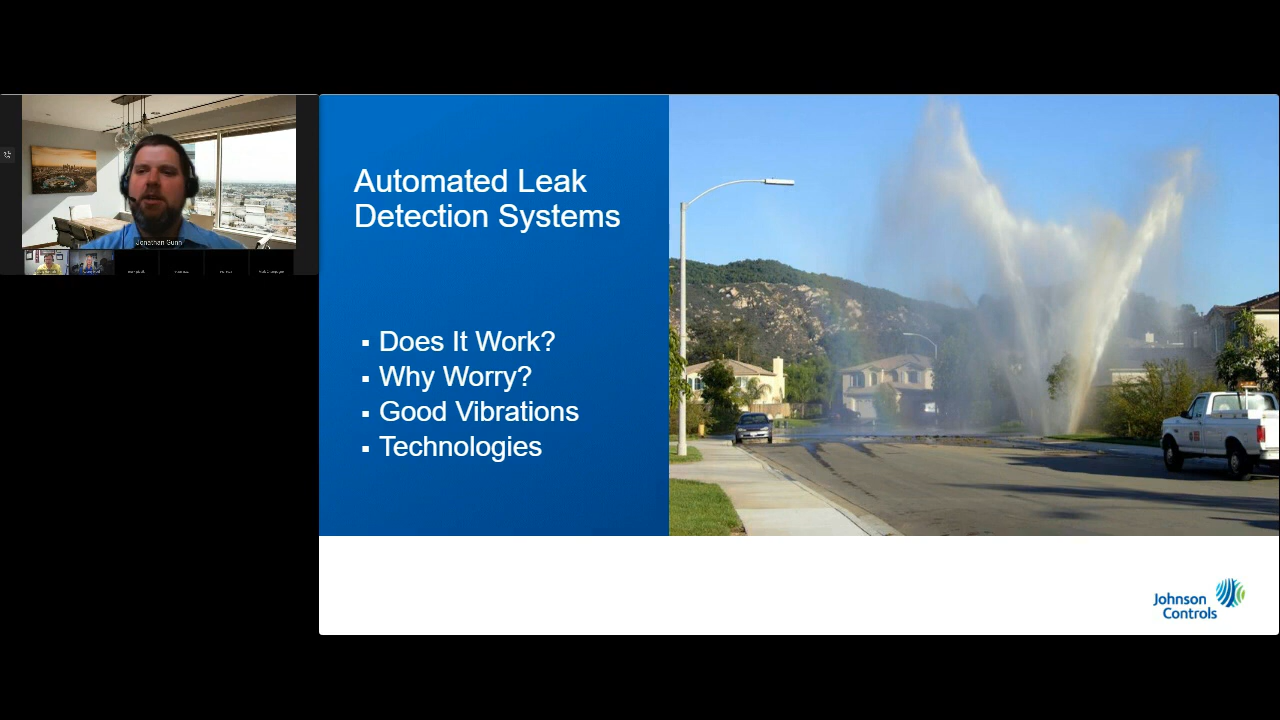 Jonathan Gunn
Automated Leak
Detection Systems
▪ Does It Work?
▪ Why Worry?
▪ Good Vibrations
▪ Technologies
Johnson
Controls